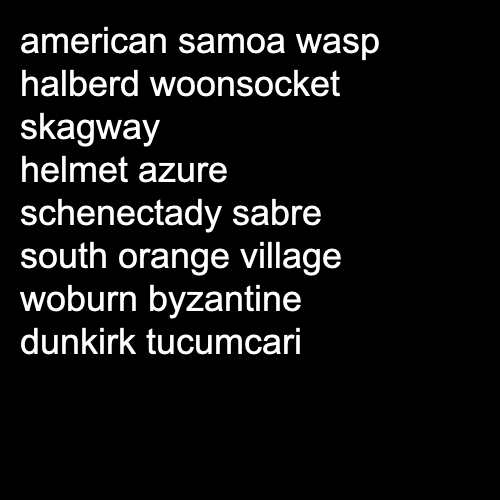 american samoa wasp
halberd woonsocket
skagway
helmet azure
schenectady sabre
south orange village
woburn byzantine
dunkirk tucumcari